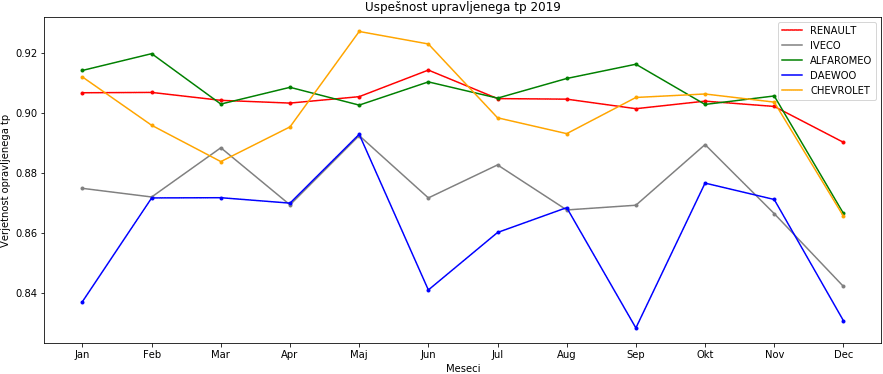 Uspešnost upravljenega tp 2019
RENAULT
IVECO
ALFAROMEO
DAEWOO
CHEVROLET
Verjetnost opravljenega tp
0.92
0.90
0.88
0.86
0.84
Jan Feb Mar Apr Maj Jun Jul Aug Sep Okt Nov Dec
Meseci